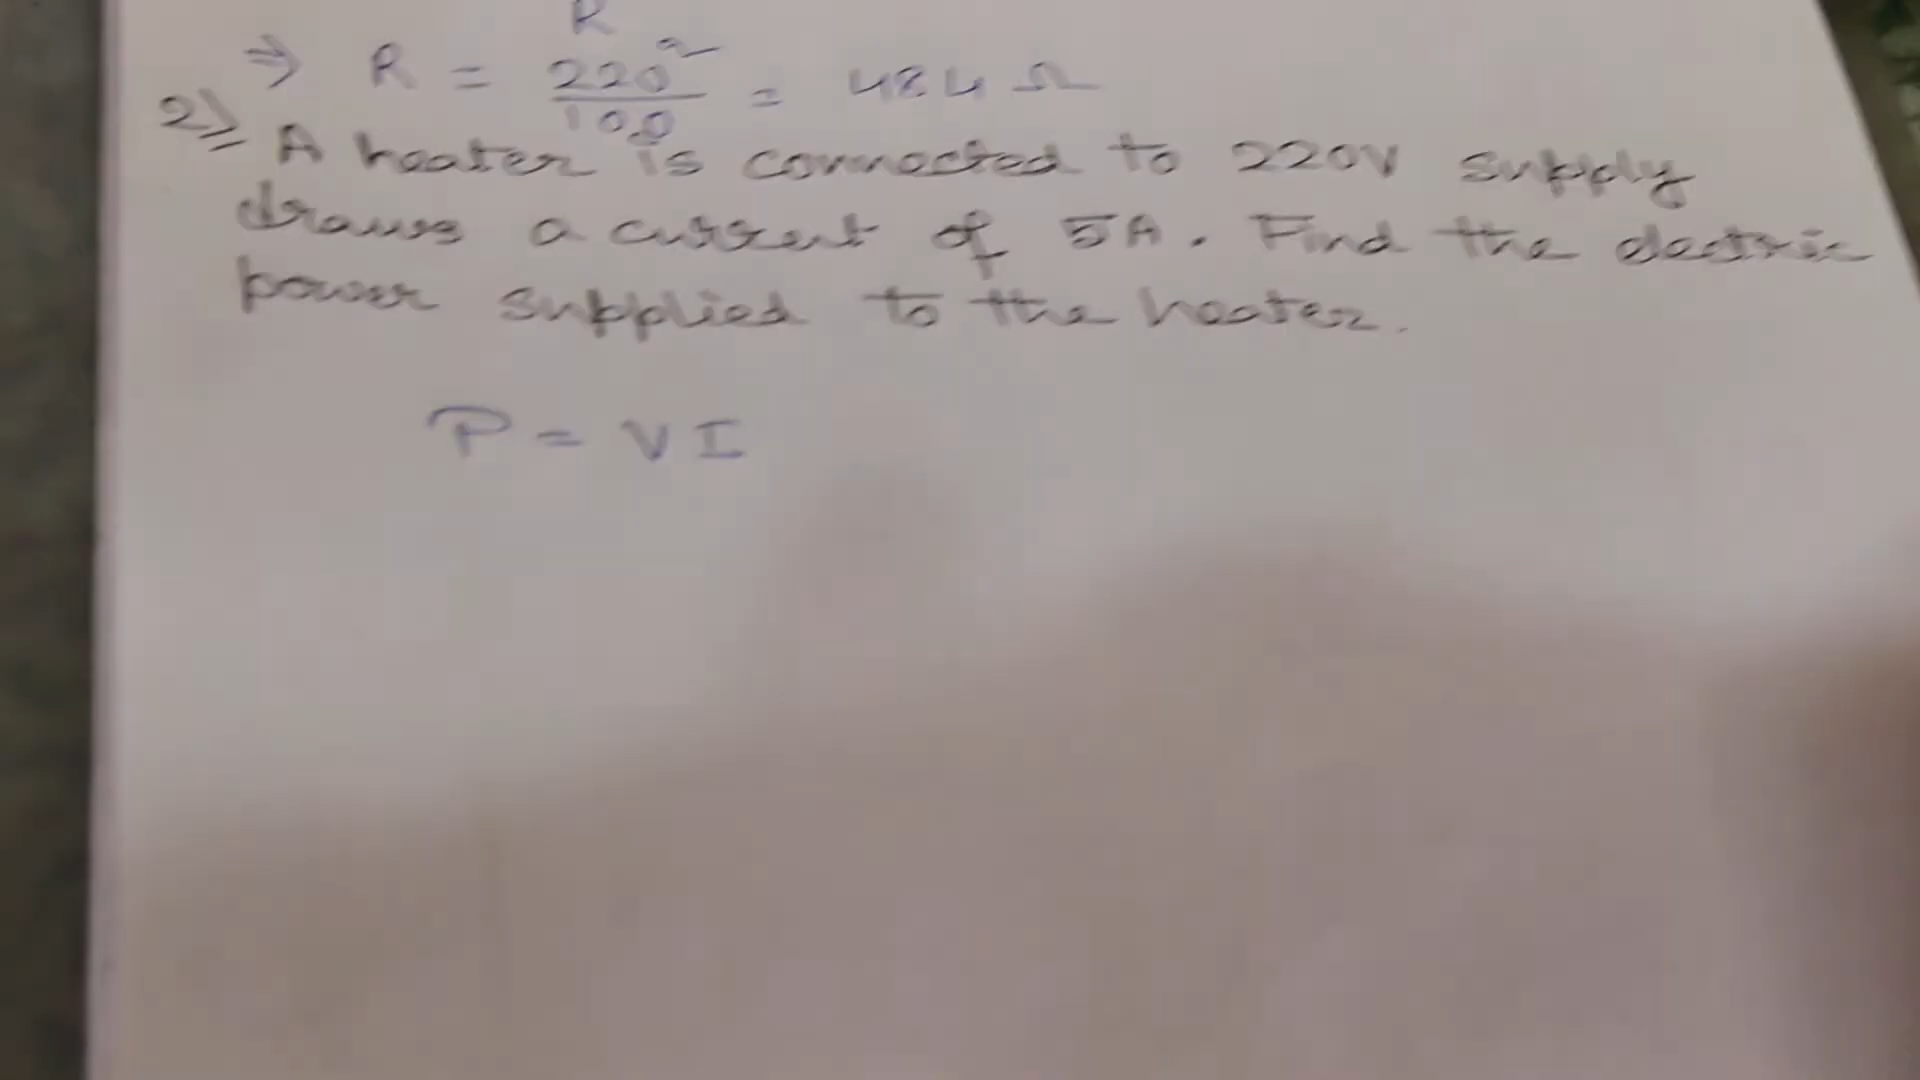 R
⇒ R = 220² / 100 = 484 Ω
2) A heater is connected to 220V supply
draws a current of 5A. Find the electric
power supplied to the heater.
P = VI